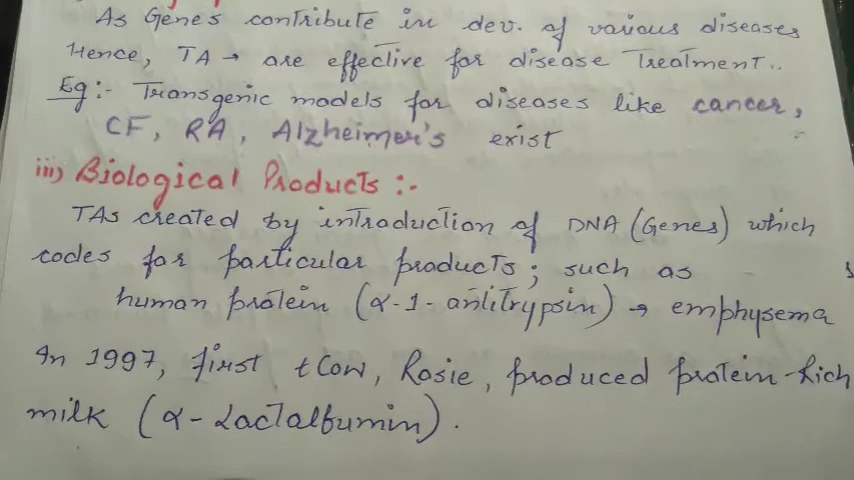 As Genes contribute in dev. of various diseases
Hence, TA → are effective for disease Treatment..
Eg:- Transgenic models for diseases like cancer,
CF, RA, Alzheimer's exist
iii) Biological Products :-
TAs created by introduction of DNA (Genes) which
codes for particular products; such as
human protein (α-1-antitrypsin) → emphysema
In 1997, first tCow, Rosie, produced protein-Rich
milk (α-Lactalbumin).